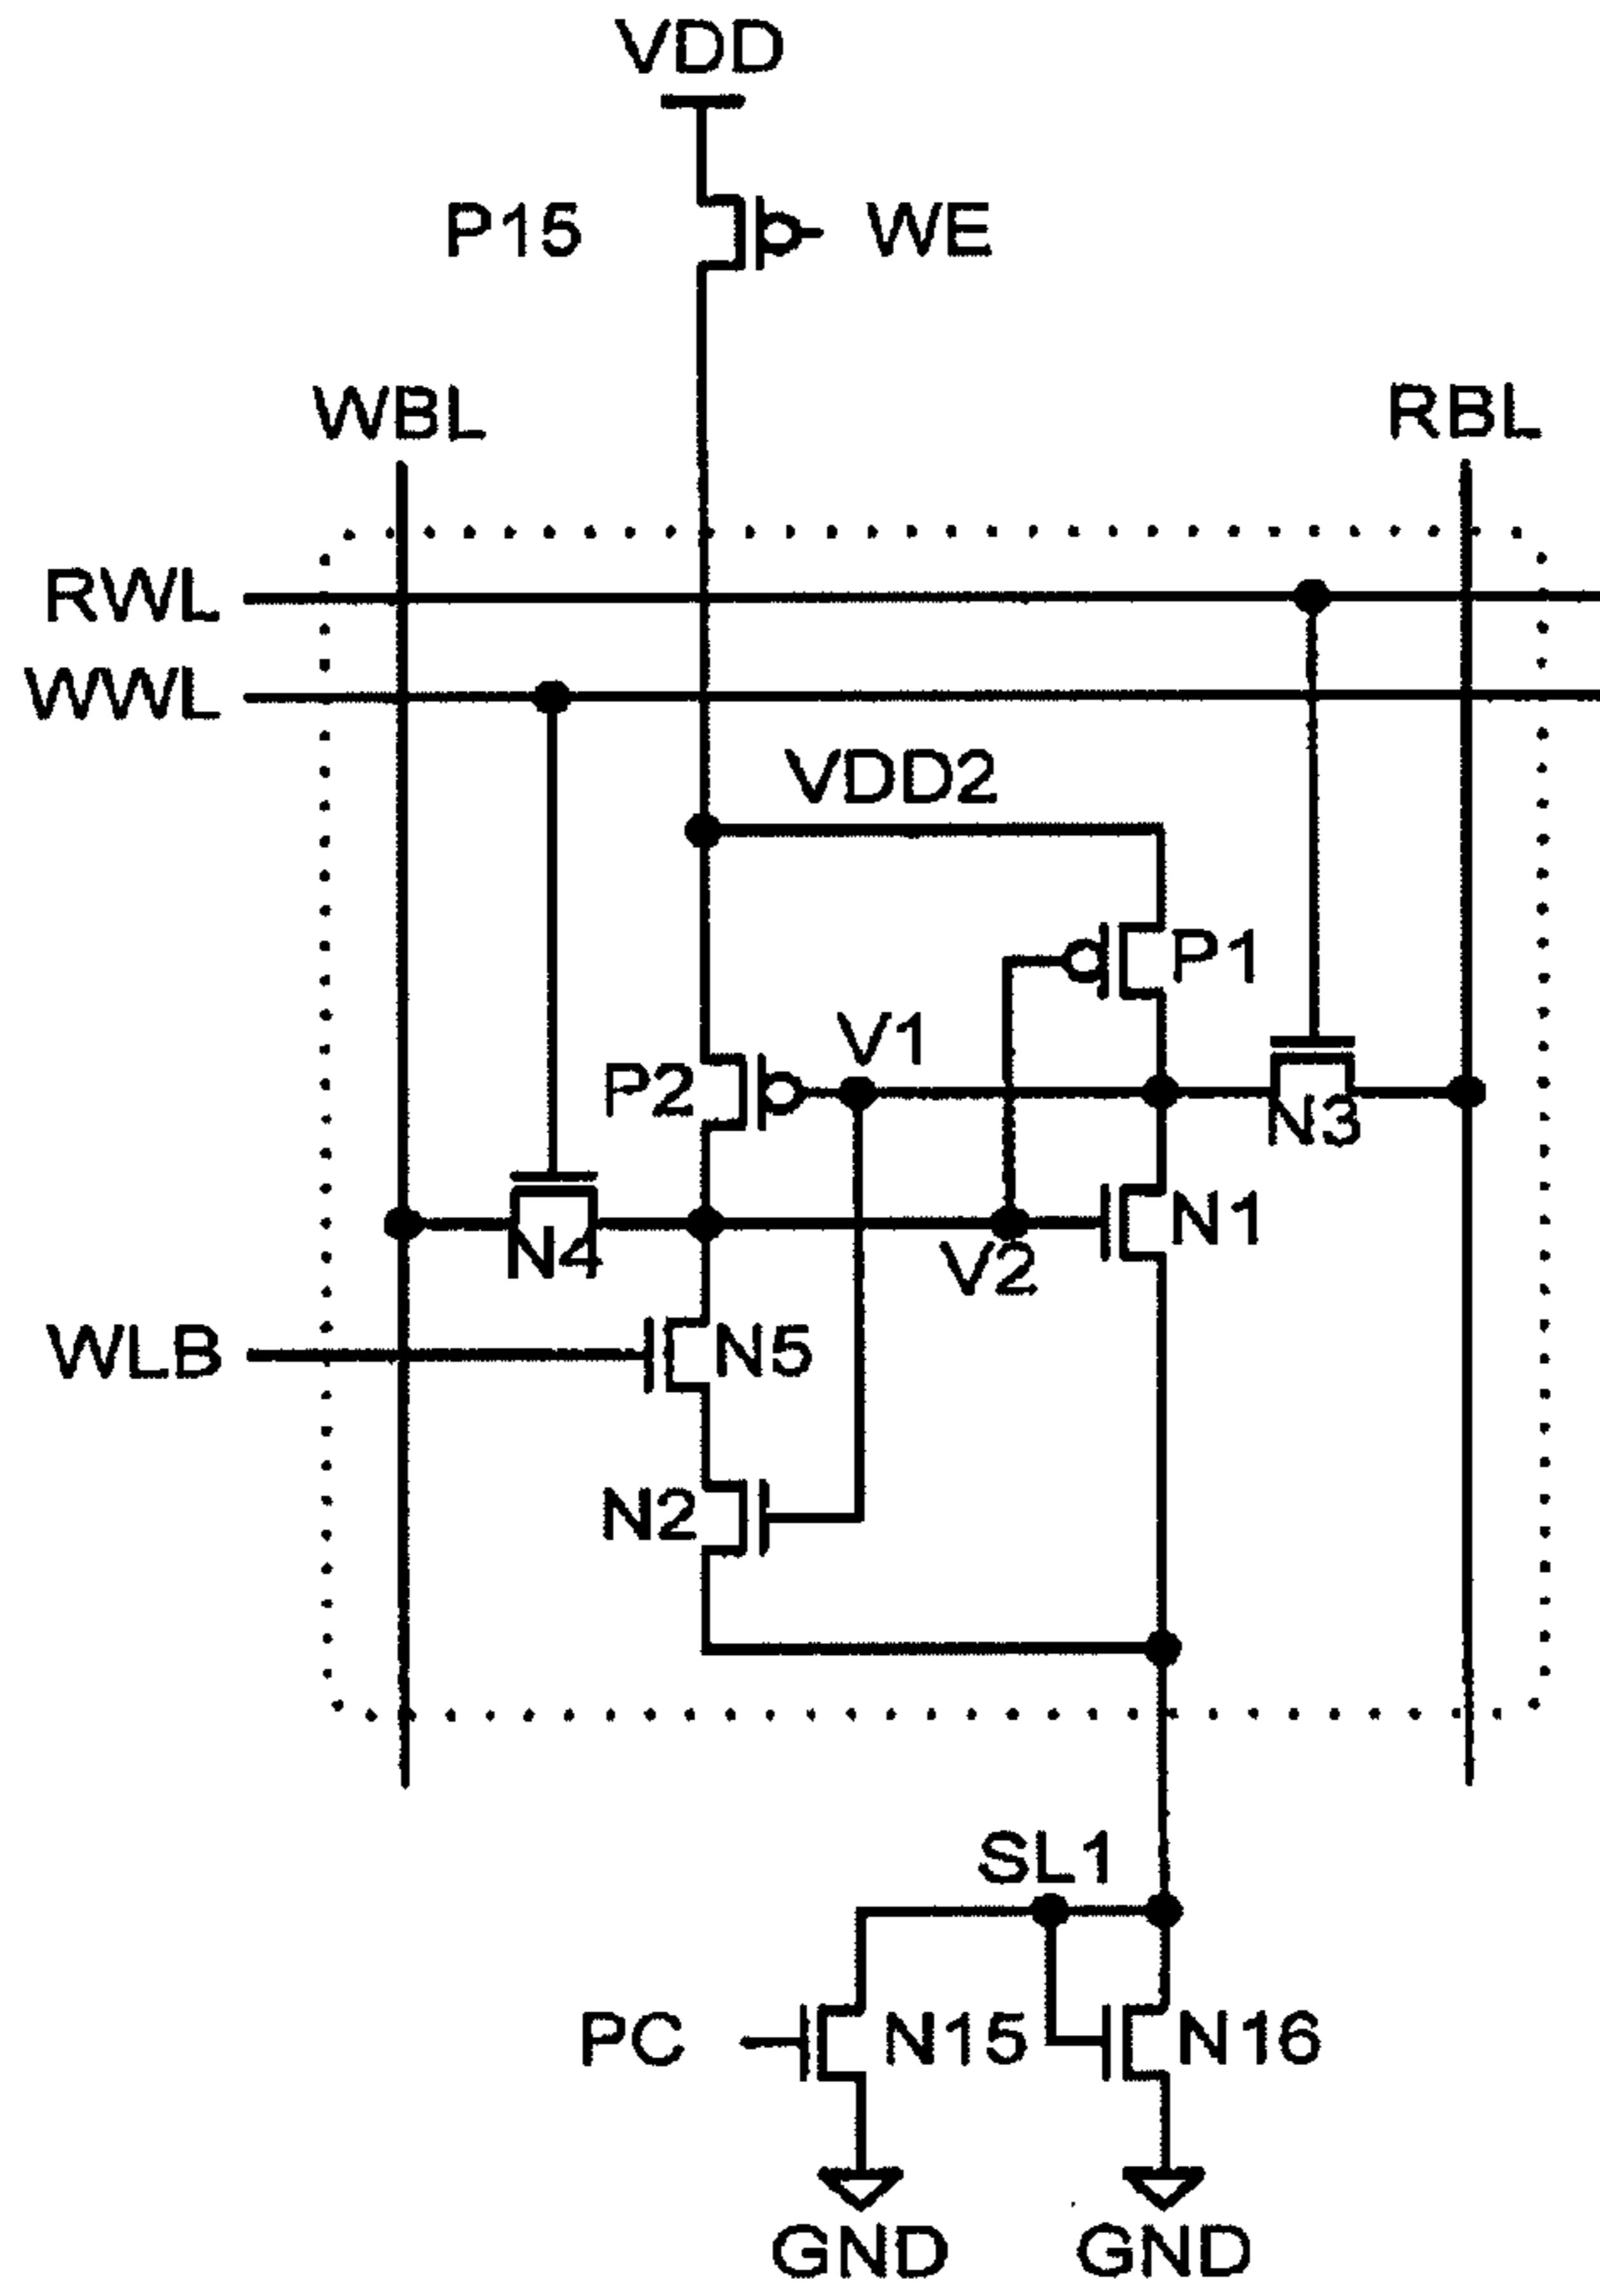 VDD
P15 WE
WBL RBL
RWL
WWL
VDD2
P1
V1
P2
N3
N1
N4
V2
WLB N5
N2
SL1
PC N15 N16
GND GND